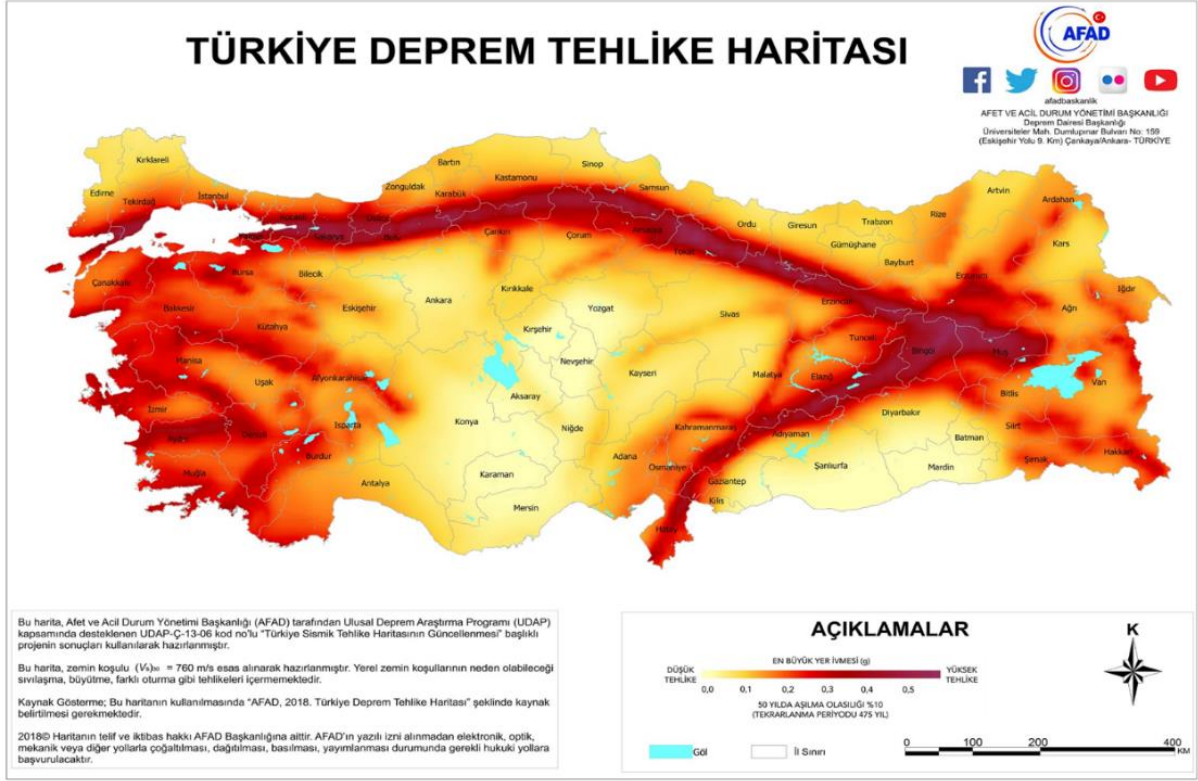 TÜRKİYE DEPREM TEHLİKE HARİTASI
AFAD
afadbaskanlik
AFET VE ACİL DURUM YÖNETİMİ BAŞKANLIĞI
Deprem Dairesi Başkanlığı
Üniversiteler Mah. Dumlupınar Bulvarı No: 159
(Eskişehir Yolu 9. Km) Çankaya/Ankara- TÜRKİYE
Kırklareli
Edirne
Tekirdağ
İstanbul
Bartın
Zonguldak
Karabük
Kastamonu
Sinop
Samsun
Ordu
Giresun
Trabzon
Rize
Artvin
Ardahan
Kars
Gümüşhane
Bayburt
Erzurum
Iğdır
Ağrı
Sakarya
Düzce
Bolu
Çankırı
Çorum
Amasya
Tokat
Çanakkale
Bursa
Bilecik
Balıkesir
Eskişehir
Ankara
Kırıkkale
Yozgat
Sivas
Erzincan
Kütahya
Kırşehir
Tunceli
Bingöl
Muş
Manisa
Uşak
Afyonkarahisar
Nevşehir
Kayseri
Malatya
Elazığ
Bitlis
Van
Aksaray
İzmir
Konya
Niğde
Kahramanmaraş
Adıyaman
Diyarbakır
Batman
Siirt
Aydın
Denizli
Isparta
Burdur
Muğla
Antalya
Karaman
Mersin
Adana
Osmaniye
Gaziantep
Kilis
Hatay
Şanlıurfa
Mardin
Şırnak
Hakkari
Bu harita, Afet ve Acil Durum Yönetimi Başkanlığı (AFAD) tarafından Ulusal Deprem Araştırma Programı (UDAP)
kapsamında desteklenen UDAP-Ç-13-06 kod no'lu "Türkiye Sismik Tehlike Haritasının Güncellenmesi" başlıklı
projenin sonuçları kullanılarak hazırlanmıştır.
Bu harita, zemin koşulu (Vs)30 = 760 m/s esas alınarak hazırlanmıştır. Yerel zemin koşullarının neden olabileceği
sıvılaşma, büyütme, farklı oturma gibi tehlikeleri içermemektedir.
Kaynak Gösterme; Bu haritanın kullanılmasında "AFAD, 2018. Türkiye Deprem Tehlike Haritası" şeklinde kaynak
belirtilmesi gerekmektedir.
2018© Haritanın telif ve iktibas hakkı AFAD Başkanlığına aittir. AFAD'ın yazılı izni alınmadan elektronik, optik,
mekanik veya diğer yollarla çoğaltılması, dağıtılması, basılması, yayımlanması durumunda gerekli hukuki yollara
başvurulacaktır.
AÇIKLAMALAR
EN BÜYÜK YER İVMESİ (g)
DÜŞÜK
TEHLİKE
YÜKSEK
TEHLİKE
0,0 0,1 0,2 0,3 0,4 0,5
50 YILDA AŞILMA OLASILIĞI %10
(TEKRARLANMA PERİYODU 475 YIL)
Göl
İl Sınırı
K
0 100 200 400
KM